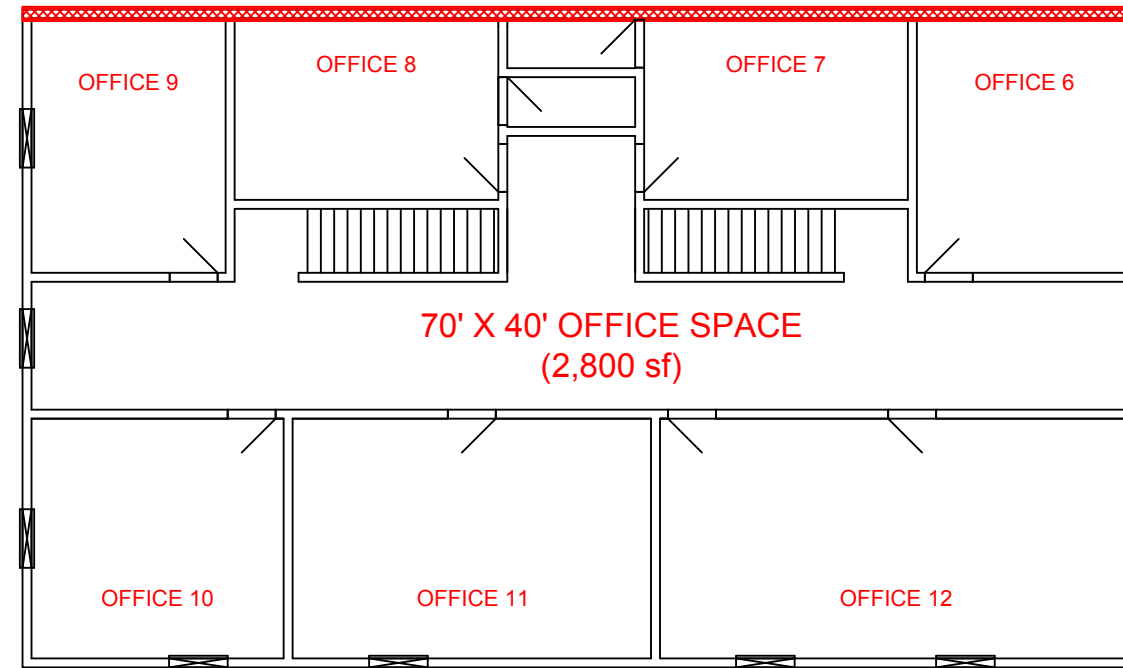 OFFICE 9
OFFICE 8
OFFICE 7
OFFICE 6
70' X 40' OFFICE SPACE
(2,800 sf)
OFFICE 10
OFFICE 11
OFFICE 12